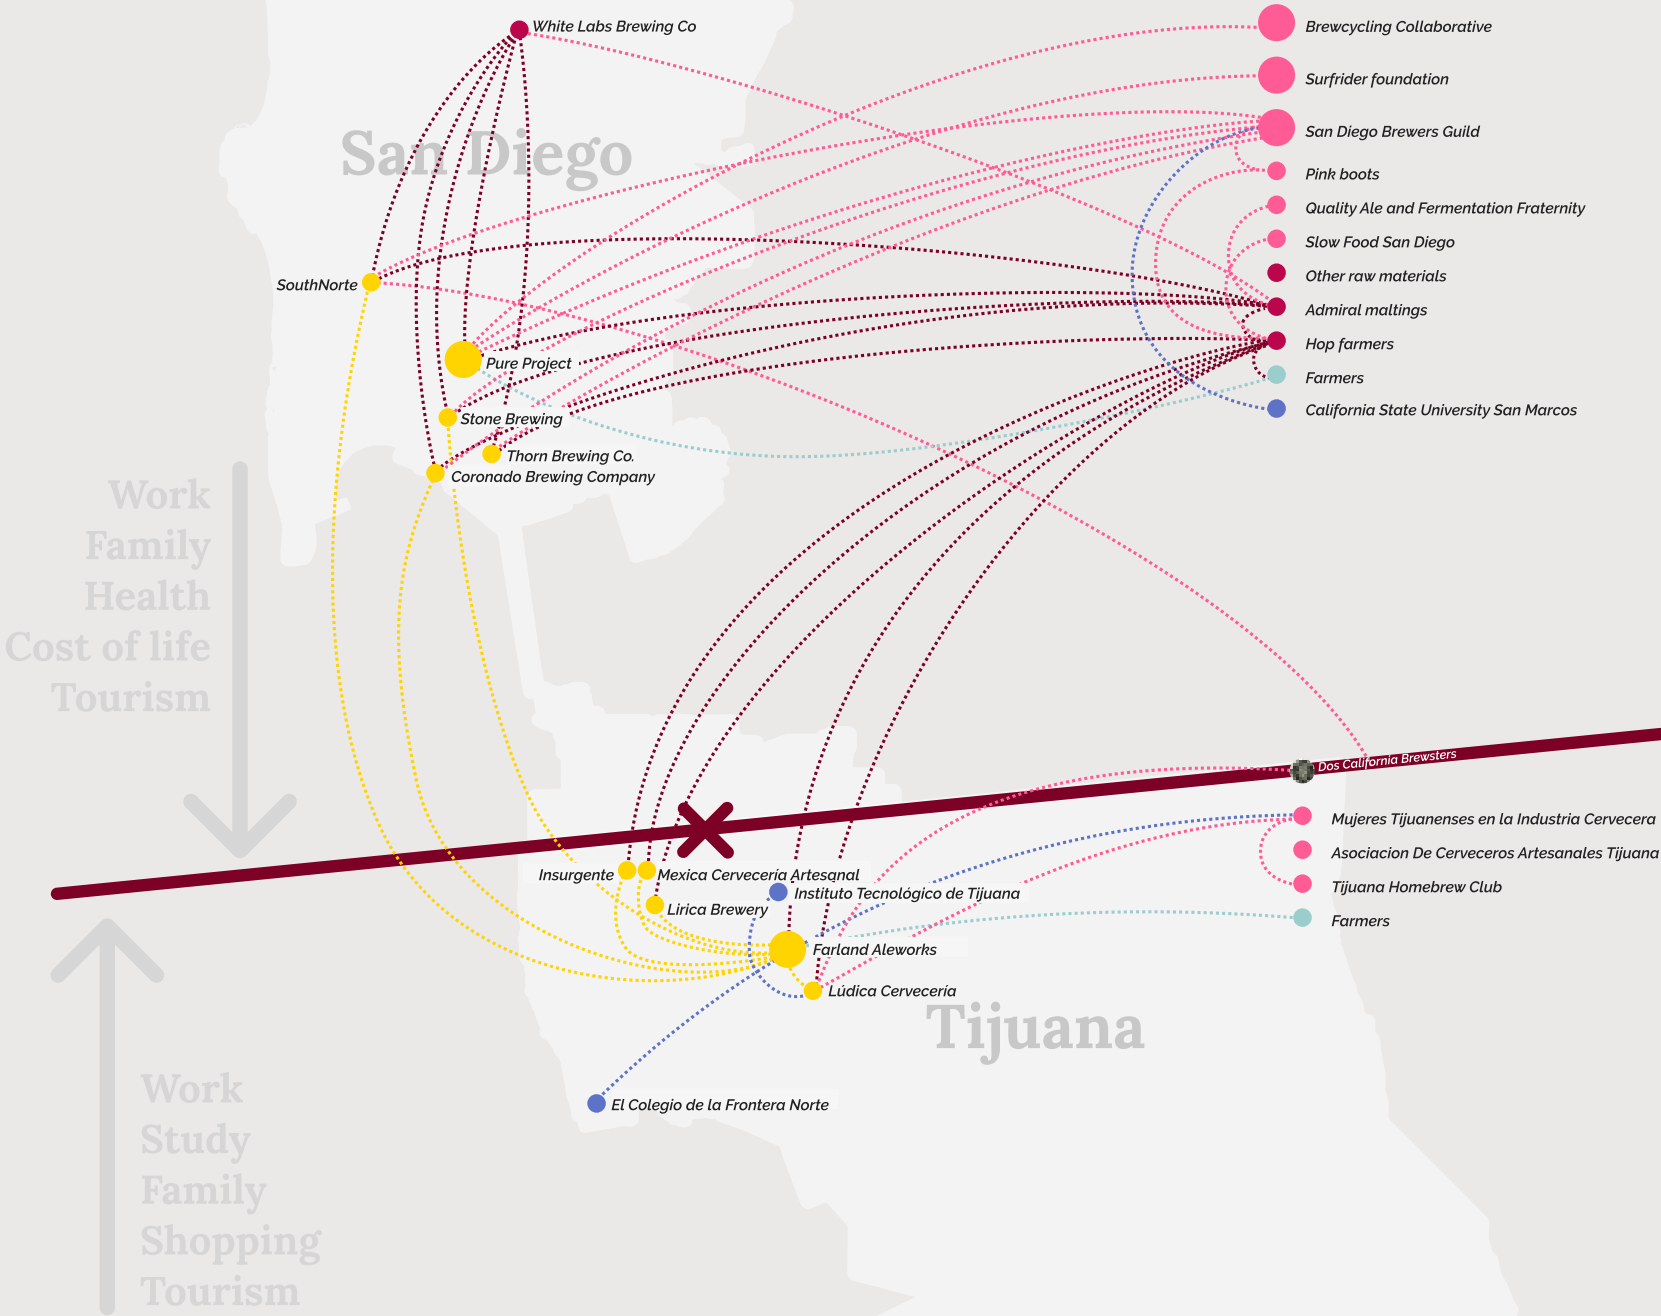 White Labs Brewing Co
San Diego
SouthNorte
Pure Project
Stone Brewing
Thorn Brewing Co.
Coronado Brewing Company
Brewcycling Collaborative
Surfrider foundation
San Diego Brewers Guild
Pink boots
Quality Ale and Fermentation Fraternity
Slow Food San Diego
Other raw materials
Admiral maltings
Hop farmers
Farmers
California State University San Marcos
Work
Family
Health
Cost of life
Tourism
Dos California Brewsters
Mujeres Tijuanenses en la Industria Cervecera
Asociacion De Cerveceros Artesanales Tijuana
Tijuana Homebrew Club
Farmers
Insurgente
Mexica Cervecería Artesanal
Instituto Tecnológico de Tijuana
Lirica Brewery
Farland Aleworks
Lúdica Cervecería
Tijuana
El Colegio de la Frontera Norte
Work
Study
Family
Shopping
Tourism